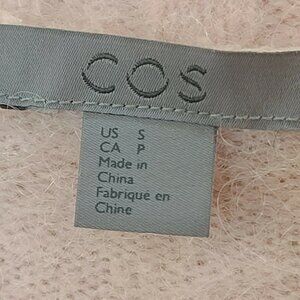 COS
US S
CA P
Made in
China
Fabriqué en
Chine